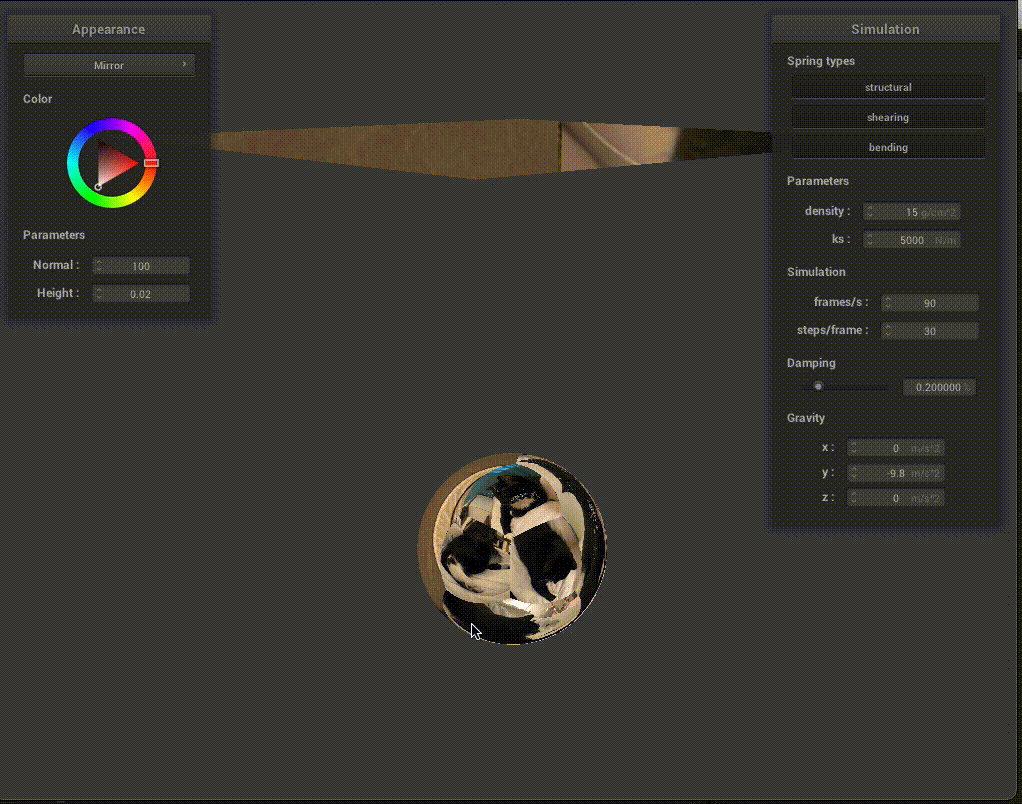 Appearance
Mirror
Color
Parameters
Normal :
100
Height :
0.02
Simulation
Spring types
structural
shearing
bending
Parameters
density :
15 g/cm^2
ks :
5000 N/m
Simulation
frames/s :
90
steps/frame :
30
Damping
0.200000 %
Gravity
x :
0 m/s^2
y :
-9.8 m/s^2
z :
0 m/s^2